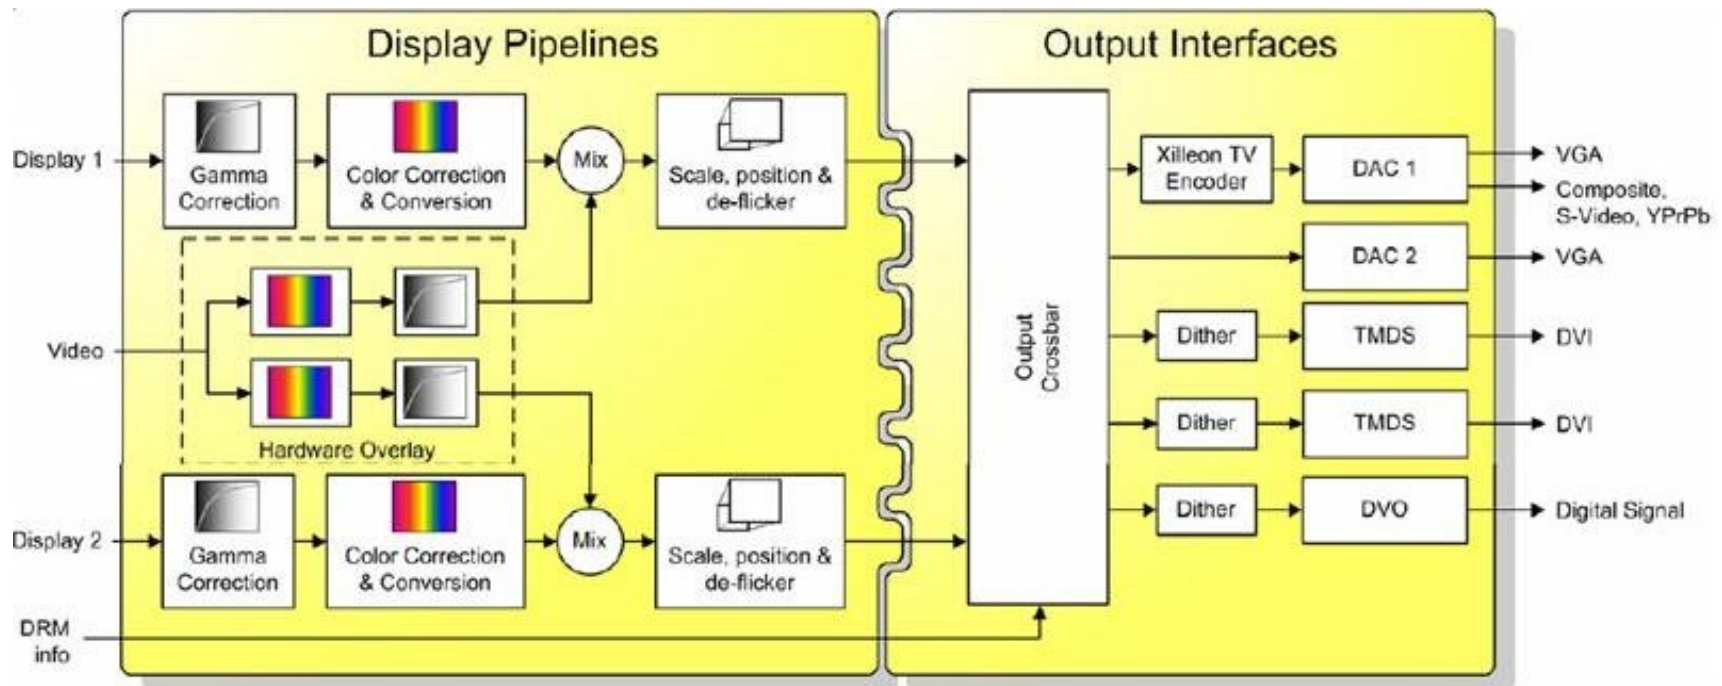 Display Pipelines
Output Interfaces
Display 1
Gamma
Correction
Color Correction
& Conversion
Mix
Scale, position &
de-flicker
Video
Hardware Overlay
Display 2
Gamma
Correction
Color Correction
& Conversion
Mix
Scale, position &
de-flicker
DRM
info
Output
Crossbar
Xilleon TV
Encoder
DAC 1
VGA
Composite,
S-Video, YPrPb
DAC 2
VGA
Dither
TMDS
DVI
Dither
TMDS
DVI
Dither
DVO
Digital Signal